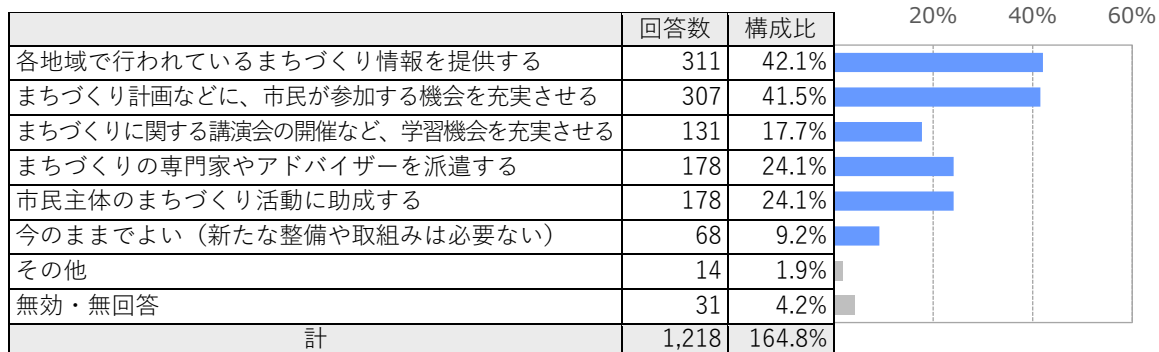 20% 40% 60%
回答数 構成比
各地域で行われているまちづくり情報を提供する 311 42.1%
まちづくり計画などに、市民が参加する機会を充実させる 307 41.5%
まちづくりに関する講演会の開催など、学習機会を充実させる 131 17.7%
まちづくりの専門家やアドバイザーを派遣する 178 24.1%
市民主体のまちづくり活動に助成する 178 24.1%
今のままでよい（新たな整備や取組みは必要ない） 68 9.2%
その他 14 1.9%
無効・無回答 31 4.2%
計 1,218 164.8%